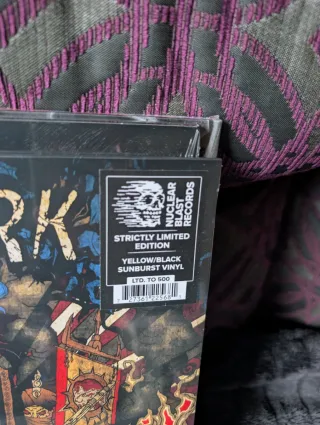 RK
NUCLEAR
BLAST
RECORDS
STRICTLY LIMITED
EDITION
YELLOW/BLACK
SUNBURST VINYL
LTD. TO 500